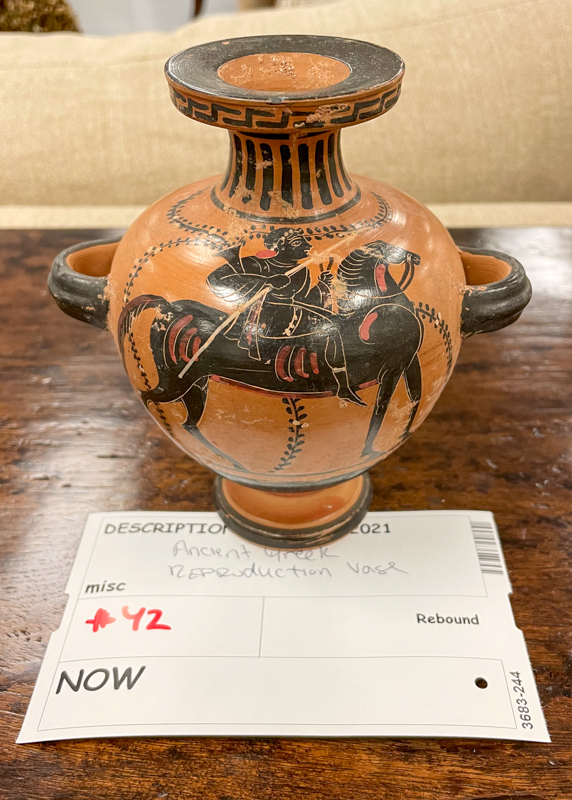 DESCRIPTION 2021
Ancient Greek
Reproduction Vase
misc
#42
Rebound
NOW
3683-244